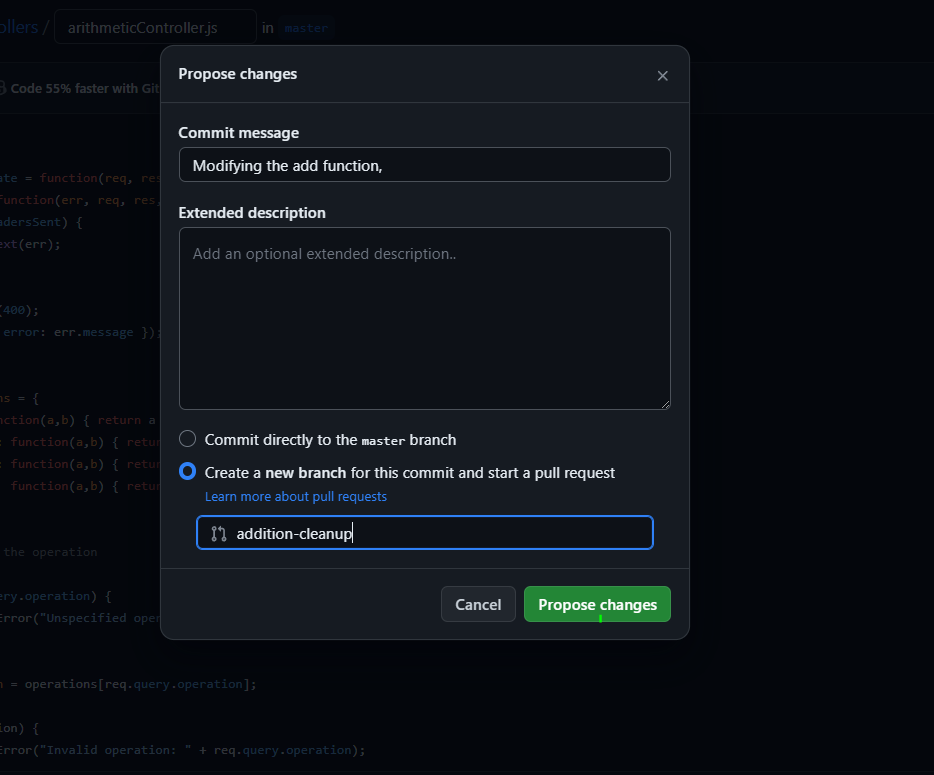 ollers / arithmeticController.js in master
Code 55% faster with Git
Propose changes
Commit message
Modifying the add function,
Extended description
Add an optional extended description..
Commit directly to the master branch
Create a new branch for this commit and start a pull request
Learn more about pull requests
addition-cleanup
Cancel Propose changes
ate = function(req, res
function(err, req, res,
adersSent) {
ext(err);
(400);
error: err.message });
ns = {
nction(a,b) { return a
: function(a,b) { retur
: function(a,b) { retur
function(a,b) { retur
the operation
ery.operation) {
Error("Unspecified oper
n = operations[req.query.operation];
ion) {
Error("Invalid operation: " + req.query.operation);